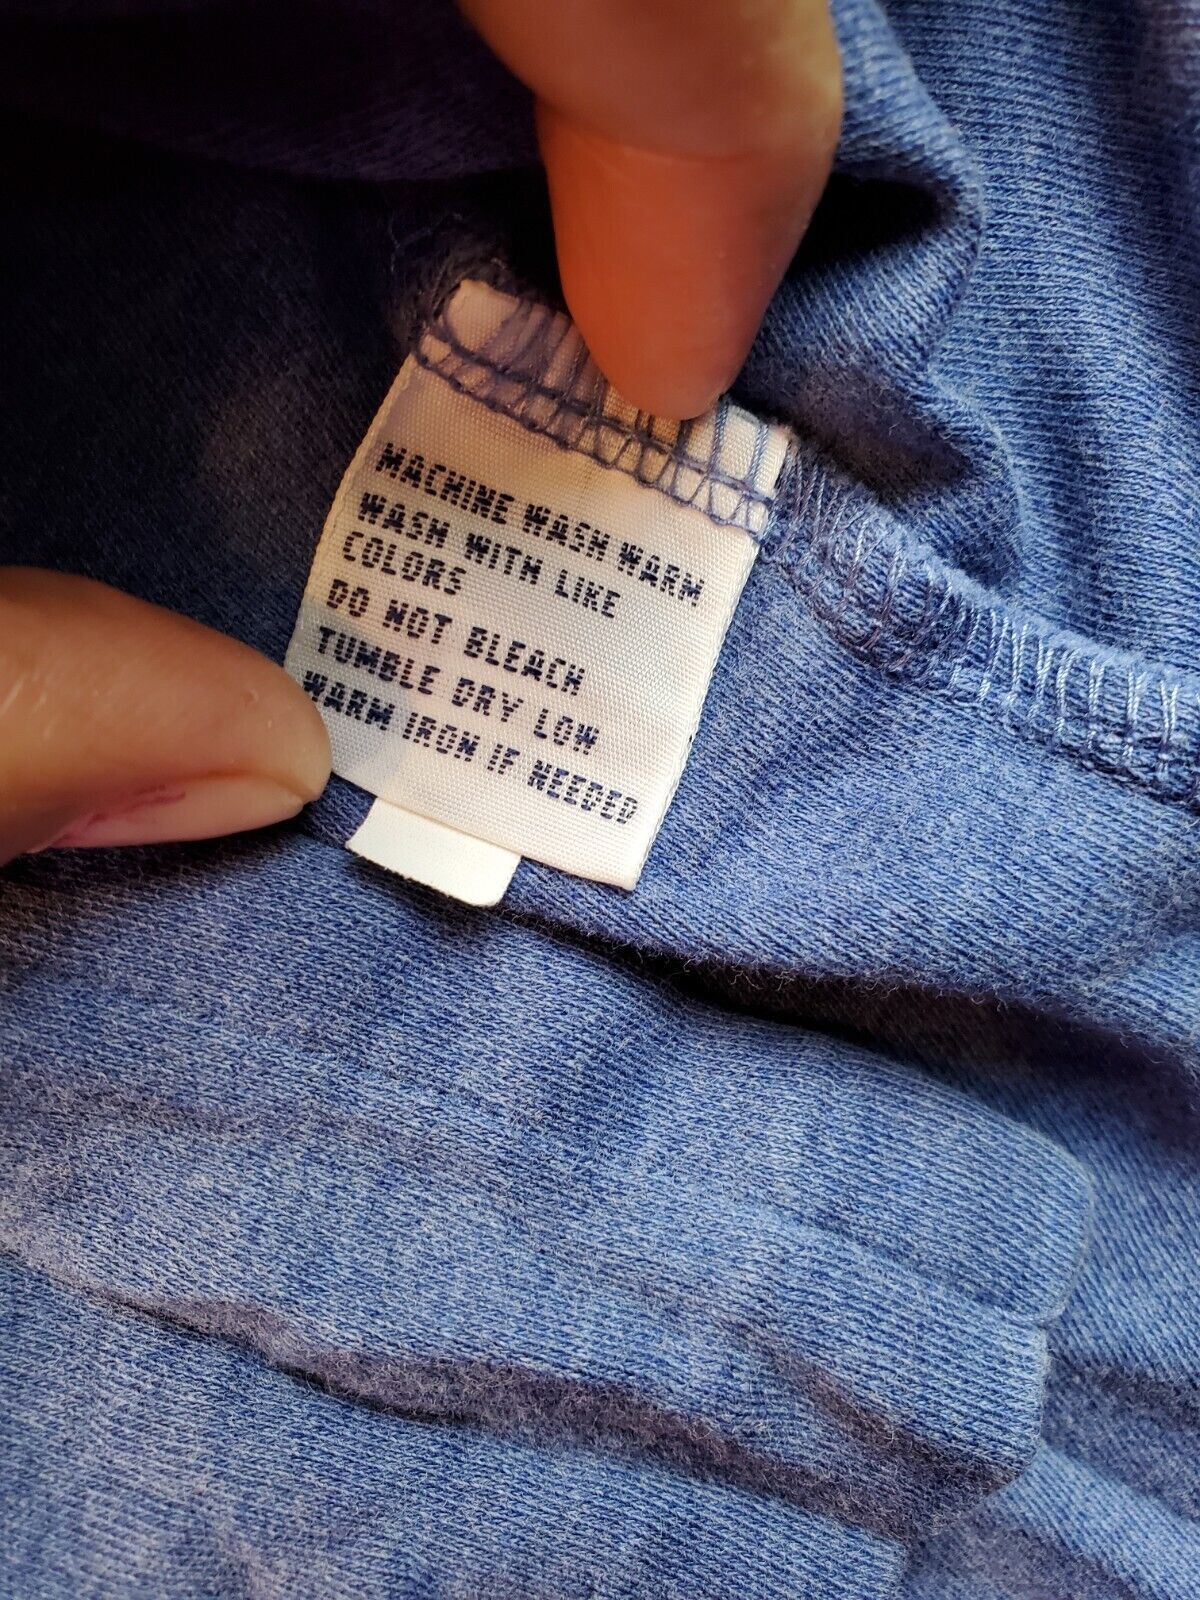 MACHINE WASH WARM
WASH WITH LIKE
COLORS
DO NOT BLEACH
TUMBLE DRY LOW
WARM IRON IF NEEDED